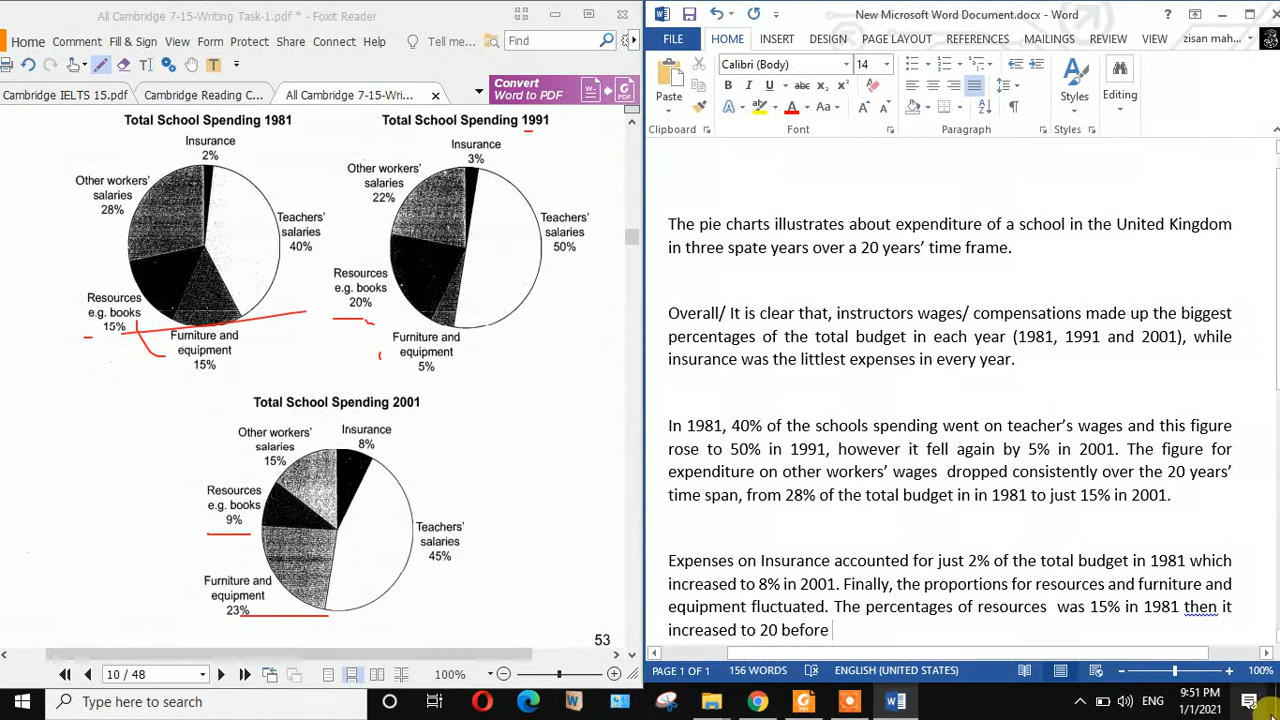 All Cambridge 7-15-Writing Task-1.pdf * - Foxit Reader
Home Comment Fill & Sign View Form Protect Share Connect Help Tell me... Find
Cambridge IELTS 15.pdf Cambridge Rating.docx All Cambridge 7-15-Wri...
Convert
Word to PDF
Total School Spending 1981
Insurance
2%
Other workers'
salaries
28%
Teachers'
salaries
40%
Resources
e.g. books
15%
Furniture and
equipment
15%
Total School Spending 1991
Insurance
3%
Other workers'
salaries
22%
Teachers'
salaries
50%
Resources
e.g. books
20%
Furniture and
equipment
5%
Total School Spending 2001
Other workers'
salaries
15%
Insurance
8%
Resources
e.g. books
9%
Teachers'
salaries
45%
Furniture and
equipment
23%
53
10 / 48 100%
New Microsoft Word Document.docx - Word
FILE HOME INSERT DESIGN PAGE LAYOUT REFERENCES MAILINGS REVIEW VIEW zisan mah...
Calibri (Body) 14
Paste
Styles Editing
Clipboard Font Paragraph Styles
The pie charts illustrates about expenditure of a school in the United Kingdom
in three spate years over a 20 years' time frame.
Overall/ It is clear that, instructors wages/ compensations made up the biggest
percentages of the total budget in each year (1981, 1991 and 2001), while
insurance was the littlest expenses in every year.
In 1981, 40% of the schools spending went on teacher's wages and this figure
rose to 50% in 1991, however it fell again by 5% in 2001. The figure for
expenditure on other workers' wages dropped consistently over the 20 years'
time span, from 28% of the total budget in in 1981 to just 15% in 2001.
Expenses on Insurance accounted for just 2% of the total budget in 1981 which
increased to 8% in 2001. Finally, the proportions for resources and furniture and
equipment fluctuated. The percentages of resources was 15% in 1981 then it
increased to 20 before
PAGE 1 OF 1 156 WORDS ENGLISH (UNITED STATES) 100%
Type here to search
ENG
9:51 PM
1/1/2021